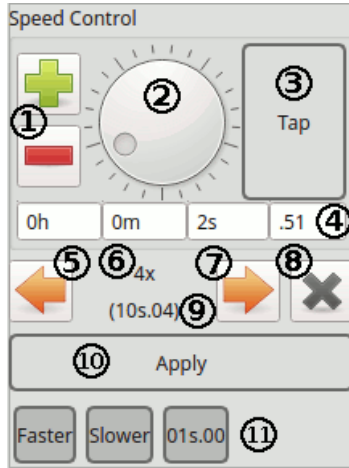 Speed Control
① ② ③
Tap
0h 0m 2s .51 ④
⑤ ⑥ 4x ⑦ ⑧
(10s.04) ⑨
⑩ Apply
Faster Slower 01s.00 ⑪